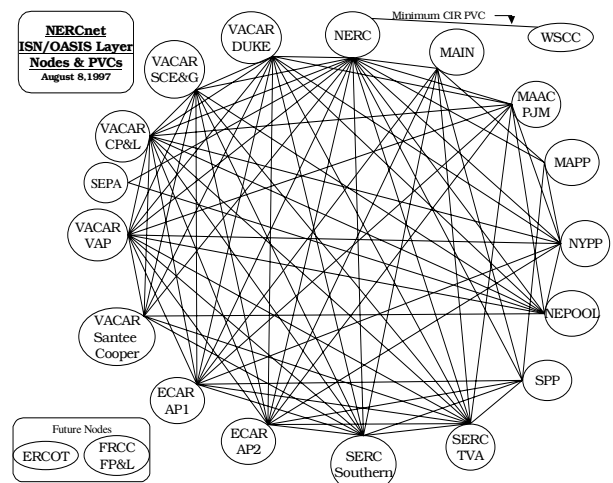 NERCnet
ISN/OASIS Layer
Nodes & PVCs
August 8,1997
VACAR
DUKE
NERC
Minimum CIR PVC
WSCC
MAIN
VACAR
SCE&G
MAAC
PJM
VACAR
CP&L
MAPP
SEPA
VACAR
VAP
NYPP
NEPOOL
VACAR
Santee
Cooper
SPP
ECAR
AP1
ECAR
AP2
SERC
Southern
SERC
TVA
Future Nodes
ERCOT
FRCC
FP&L